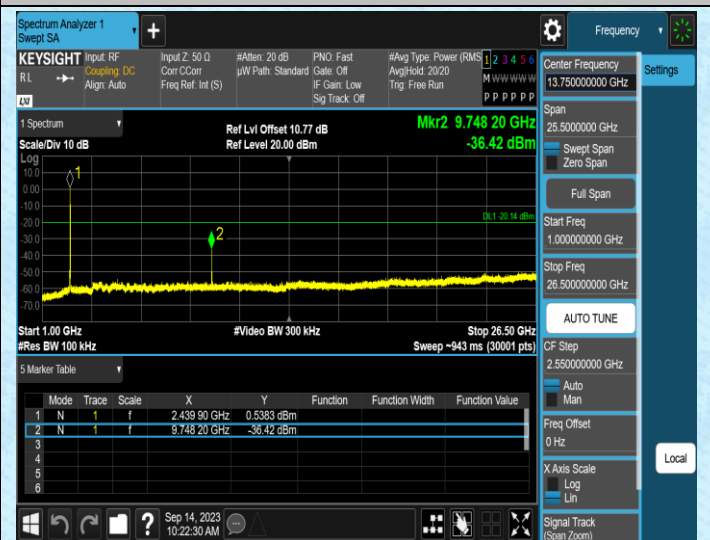 Spectrum Analyzer 1
Swept SA
+
Frequency
KEYSIGHT
RL
LXI
Input: RF
Coupling: DC
Align: Auto
Input Z: 50 Ω
Corr CCorr
Freq Ref: Int (S)
#Atten: 20 dB
µW Path: Standard
PNO: Fast
Gate: Off
IF Gain: Low
Sig Track: Off
#Avg Type: Power (RMS
Avg|Hold: 20/20
Trig: Free Run
1 2 3 4 5 6
M W W W W W
P P P P P P
1 Spectrum
Scale/Div 10 dB
Ref Lvl Offset 10.77 dB
Ref Level 20.00 dBm
Mkr2 9.748 20 GHz
-36.42 dBm
Log
10.0
0.00
-10.0
-20.0
-30.0
-40.0
-50.0
-60.0
-70.0
1
2
DL1 -20.14 dBm
Start 1.00 GHz
#Res BW 100 kHz
#Video BW 300 kHz
Stop 26.50 GHz
Sweep ~943 ms (30001 pts)
5 Marker Table
Mode Trace Scale X Y Function Function Width Function Value
1 N 1 f 2.439 90 GHz 0.5383 dBm
2 N 1 f 9.748 20 GHz -36.42 dBm
3
4
5
6
Sep 14, 2023
10:22:30 AM
Center Frequency
13.750000000 GHz
Span
25.5000000 GHz
Swept Span
Zero Span
Full Span
Start Freq
1.000000000 GHz
Stop Freq
26.500000000 GHz
AUTO TUNE
CF Step
2.550000000 GHz
Auto
Man
Freq Offset
0 Hz
X Axis Scale
Log
Lin
Signal Track
(Span Zoom)
Settings
Local